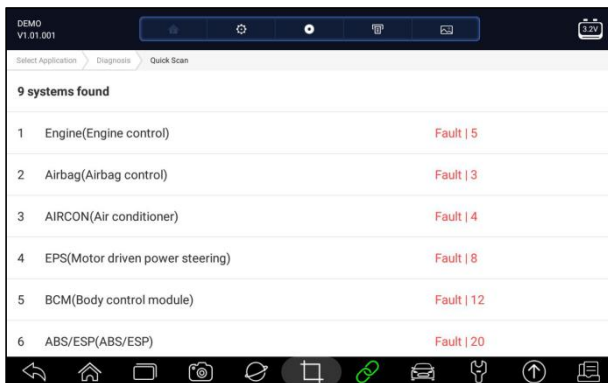 DEMO
V1.01.001
3.2V
Select Application Diagnosis Quick Scan
9 systems found
1 Engine(Engine control) Fault | 5
2 Airbag(Airbag control) Fault | 3
3 AIRCON(Air conditioner) Fault | 4
4 EPS(Motor driven power steering) Fault | 8
5 BCM(Body control module) Fault | 12
6 ABS/ESP(ABS/ESP) Fault | 20